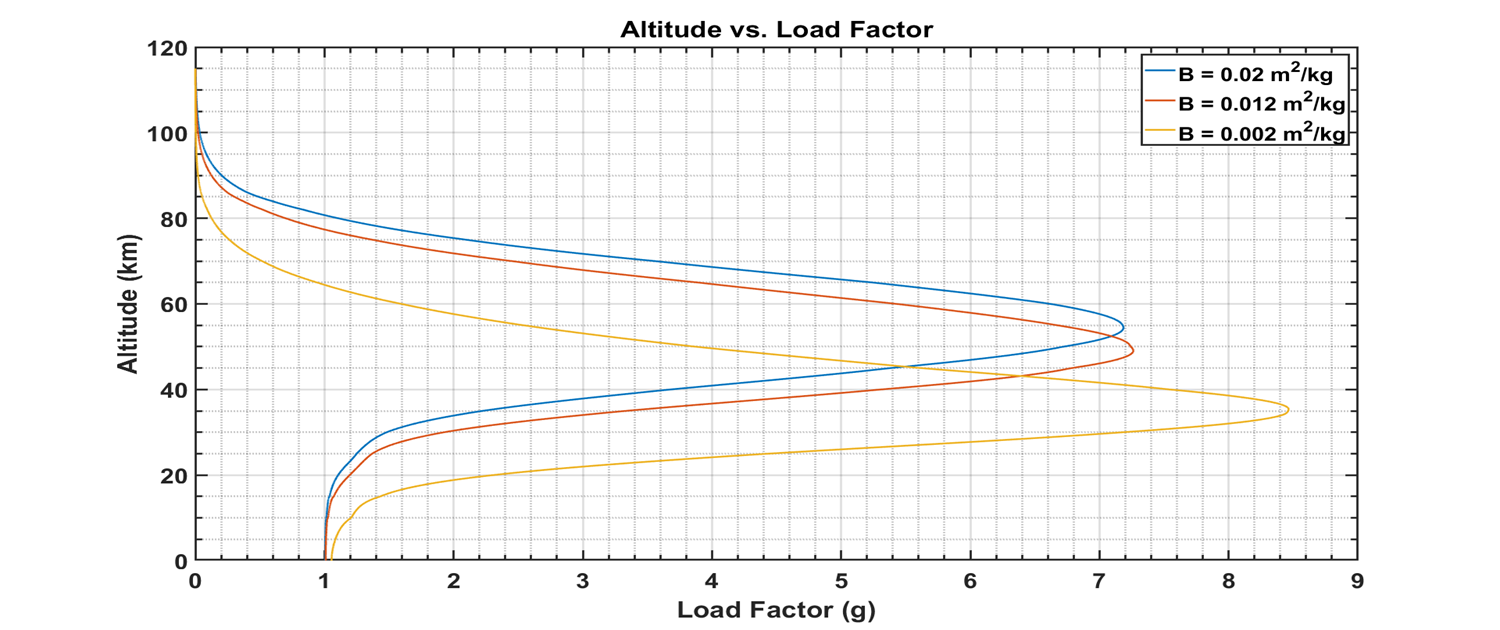 Altitude vs. Load Factor
120
100
80
60
40
20
0
Altitude (km)
B = 0.02 m²/kg
B = 0.012 m²/kg
B = 0.002 m²/kg
0 1 2 3 4 5 6 7 8 9
Load Factor (g)